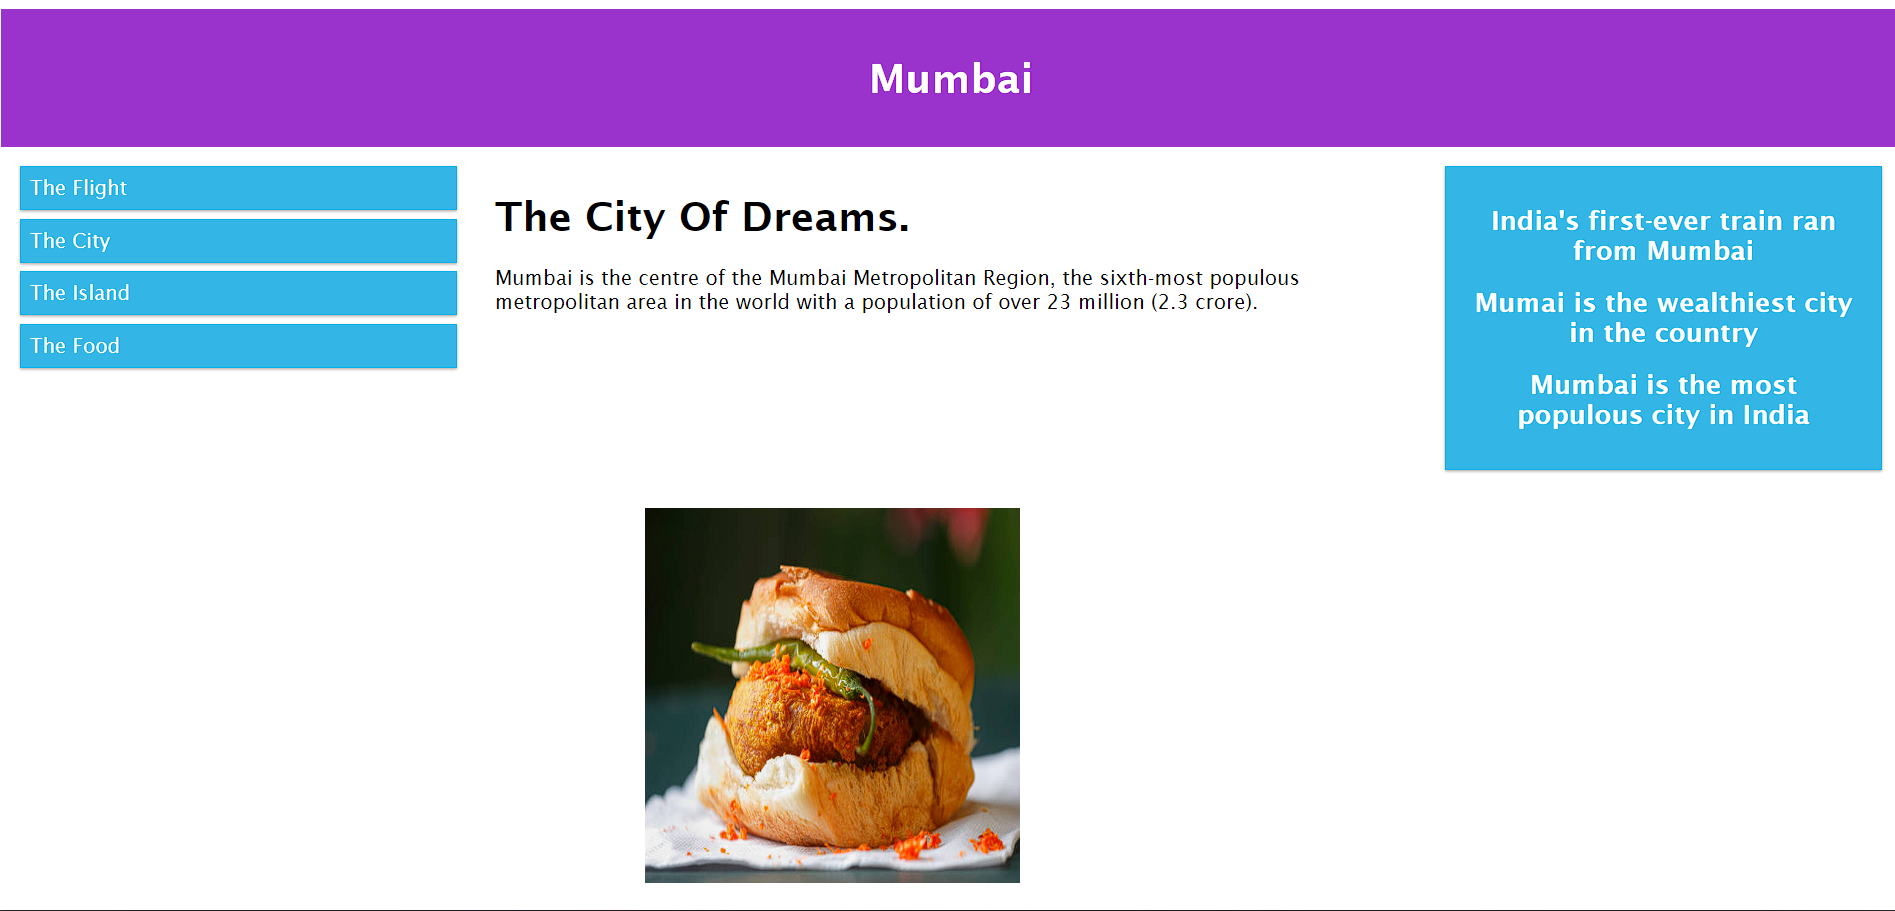 Mumbai
The Flight
The City
The Island
The Food
The City Of Dreams.
Mumbai is the centre of the Mumbai Metropolitan Region, the sixth-most populous
metropolitan area in the world with a population of over 23 million (2.3 crore).
India's first-ever train ran
from Mumbai
Mumai is the wealthiest city
in the country
Mumbai is the most
populous city in India